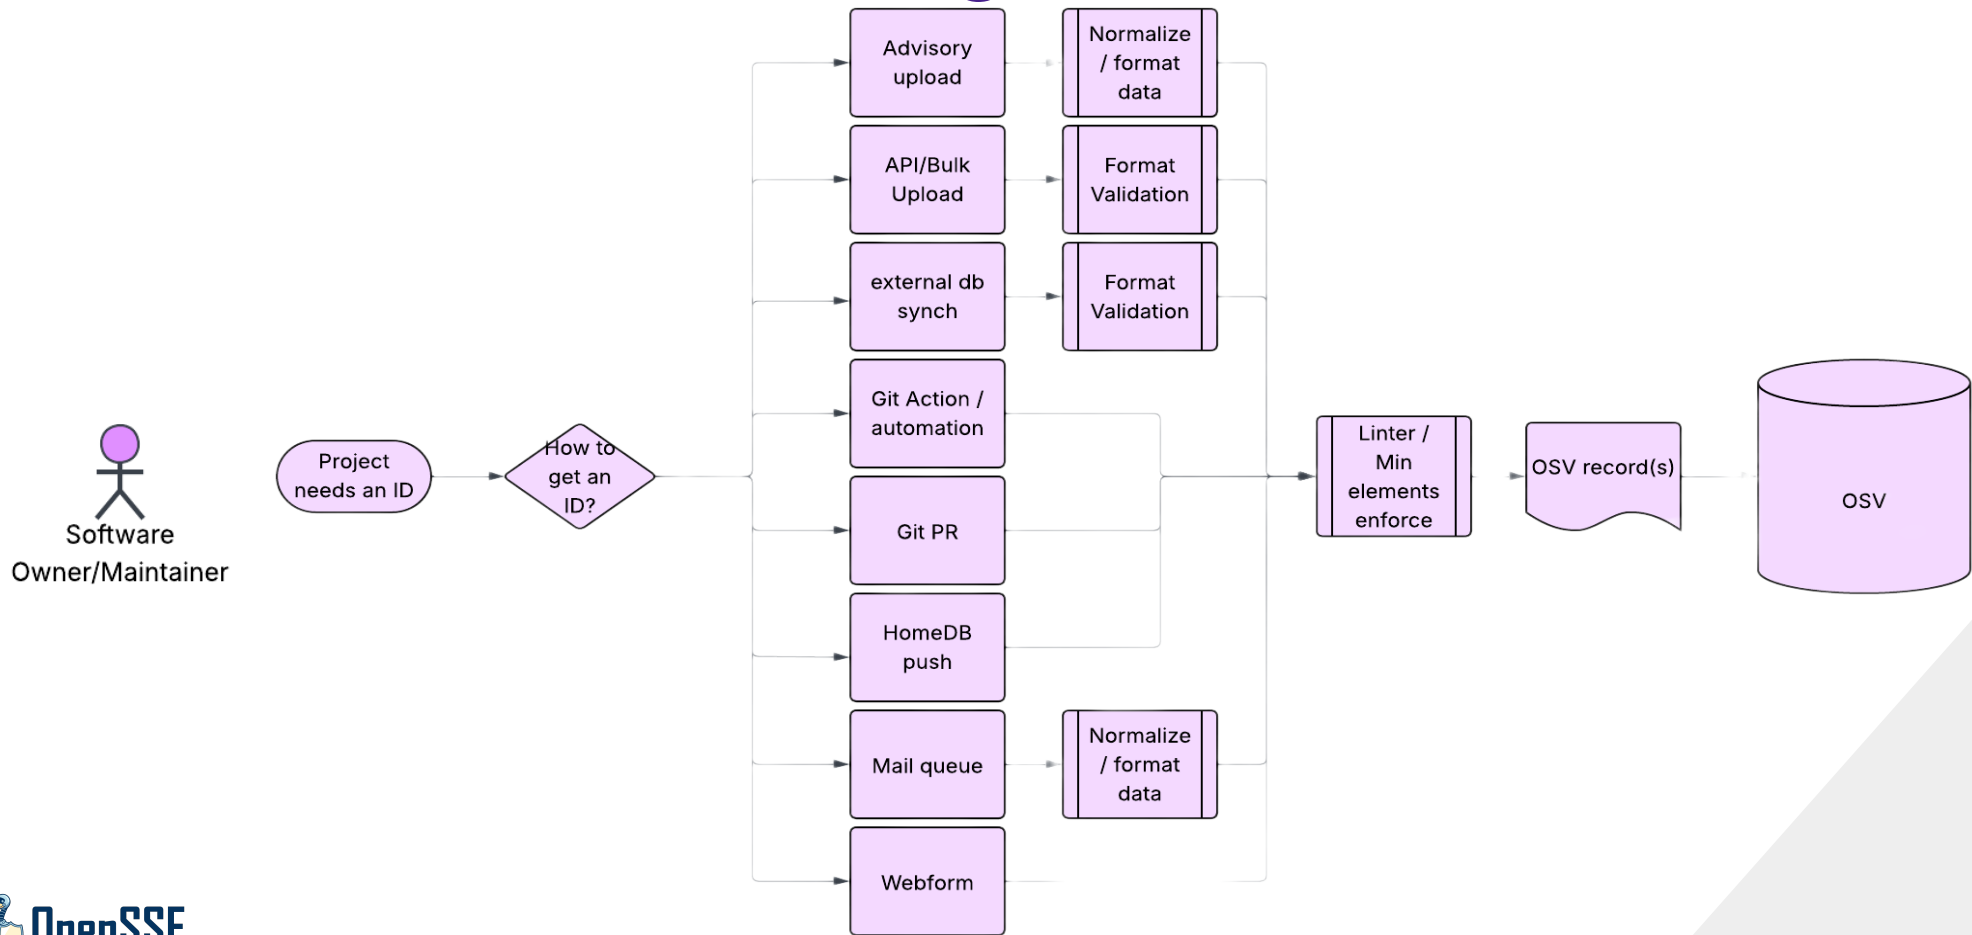 Advisory
upload
Normalize
/ format
data
API/Bulk
Upload
Format
Validation
external db
synch
Format
Validation
Git Action /
automation
Software
Owner/Maintainer
Project
needs an ID
How to
get an
ID?
Git PR
Linter /
Min
elements
enforce
OSV record(s)
OSV
HomeDB
push
Mail queue
Normalize
/ format
data
Webform
OpenSSF